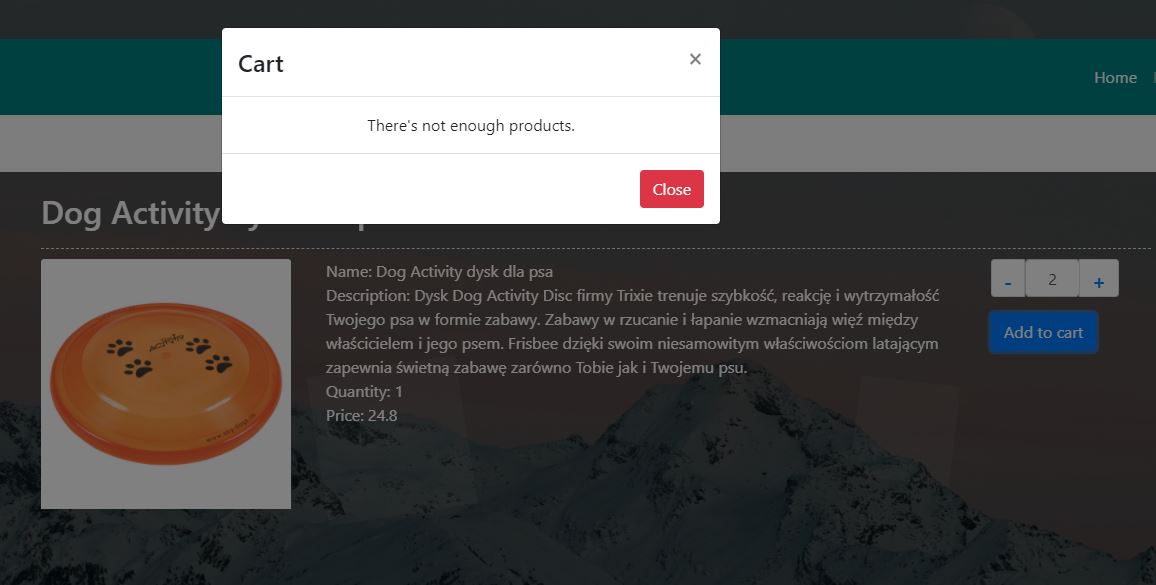 Cart
×
Home
There's not enough products.
Close
Dog Activity
Name: Dog Activity dysk dla psa
Description: Dysk Dog Activity Disc firmy Trixie trenuje szybkość, reakcję i wytrzymałość
Twojego psa w formie zabawy. Zabawy w rzucanie i łapanie wzmacniają więź między
właścicielem i jego psem. Frisbee dzięki swoim niesamowitym właściwościom latającym
zapewnia świetną zabawę zarówno Tobie jak i Twojemu psu.
Quantity: 1
Price: 24.8
- 2 +
Add to cart
Activity